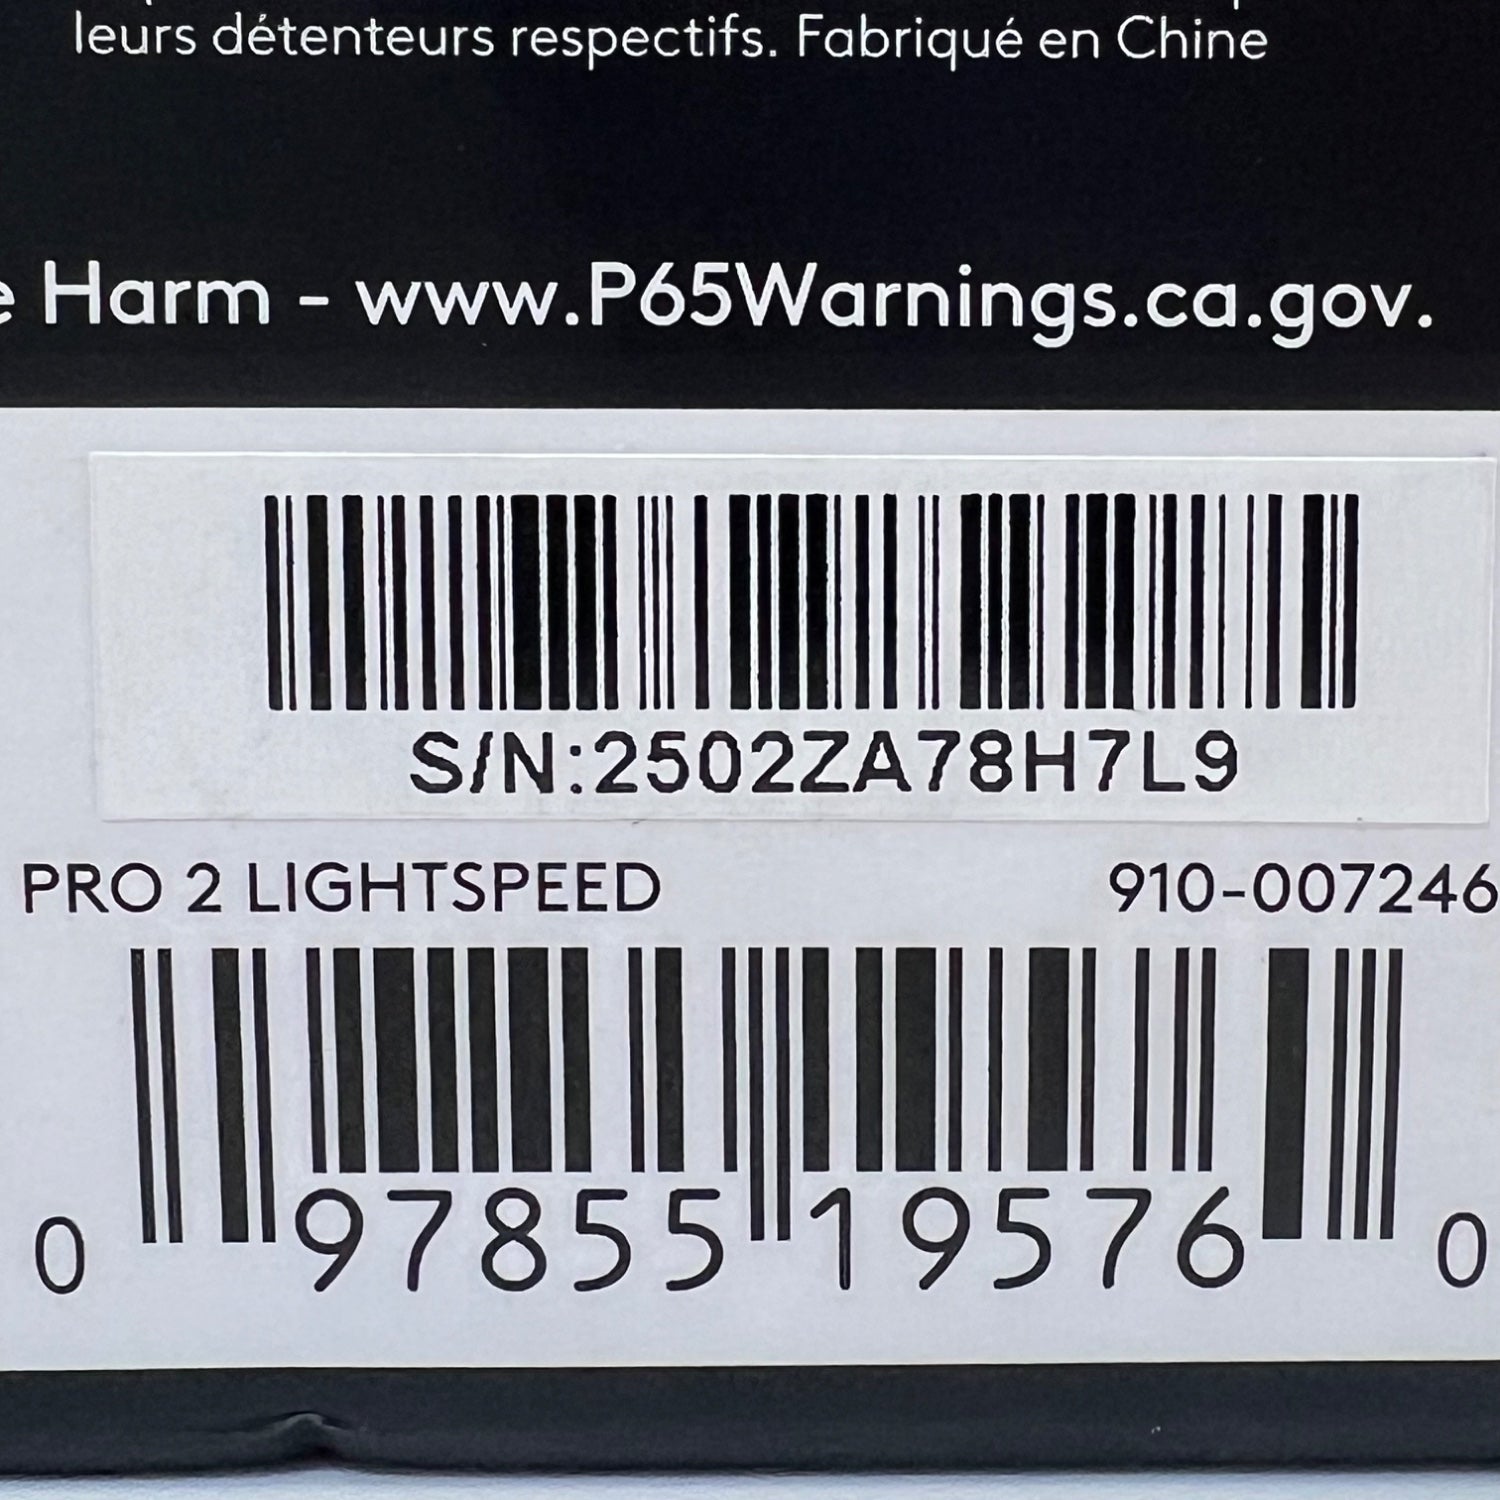 leurs détenteurs respectifs. Fabriqué en Chine
Harm - www.P65Warnings.ca.gov.
S/N:2502ZA78H7L9
PRO 2 LIGHTSPEED 910-007246
0 97855 19576 0